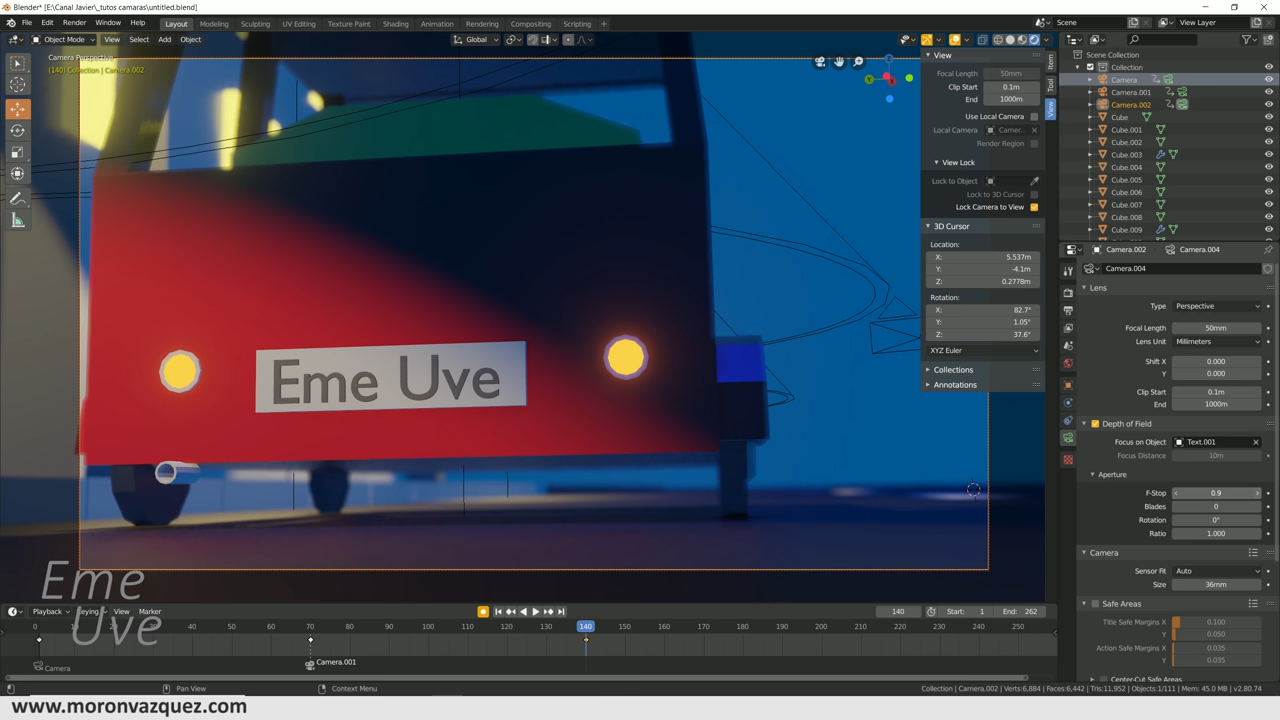 Blender* [E:\Canal Javier\_tutos camaras\untitled.blend]
File Edit Render Window Help Layout Modeling Sculpting UV Editing Texture Paint Shading Animation Rendering Compositing Scripting + Scene View Layer
Object Mode View Select Add Object Global
Camera Perspective
(140) Collection | Camera.002
View
Focal Length 50mm
Clip Start 0.1m
End 1000m
Use Local Camera
Local Camera Camer..
Render Region
View Lock
Lock to Object
Lock to 3D Cursor
Lock Camera to View
3D Cursor
Location:
X: 5.537m
Y: -4.1m
Z: 0.2778m
Rotation:
X: 82.7°
Y: 1.05°
Z: 37.6°
XYZ Euler
Collections
Annotations
Item
Tool
View
Scene Collection
Collection
Camera
Camera.001
Camera.002
Cube
Cube.001
Cube.002
Cube.003
Cube.004
Cube.005
Cube.006
Cube.007
Cube.008
Cube.009
Camera.002 Camera.004
Camera.004
Lens
Type Perspective
Focal Length 50mm
Lens Unit Millimeters
Shift X 0.000
Y 0.000
Clip Start 0.1m
End 1000m
Depth of Field
Focus on Object Text.001
Focus Distance 10m
Aperture
F-Stop 0.9
Blades 0
Rotation 0°
Ratio 1.000
Camera
Sensor Fit Auto
Size 36mm
Safe Areas
Title Safe Margins X 0.100
Y 0.050
Action Safe Margins X 0.035
Y 0.035
Center-Cut Safe Areas
Eme Uve
Eme
Uve
Playback Keying View Marker 140 Start: 1 End: 262
0 10 20 30 40 50 60 70 80 90 100 110 120 130 140 150 160 170 180 190 200 210 220 230 240 250
Camera
Camera.001
Pan View Context Menu Collection | Camera.002 | Verts:6,884 | Faces:6,442 | Tris:11,952 | Objects:1/111 | Mem: 45.0 MB | v2.80.74
www.moronvazquez.com